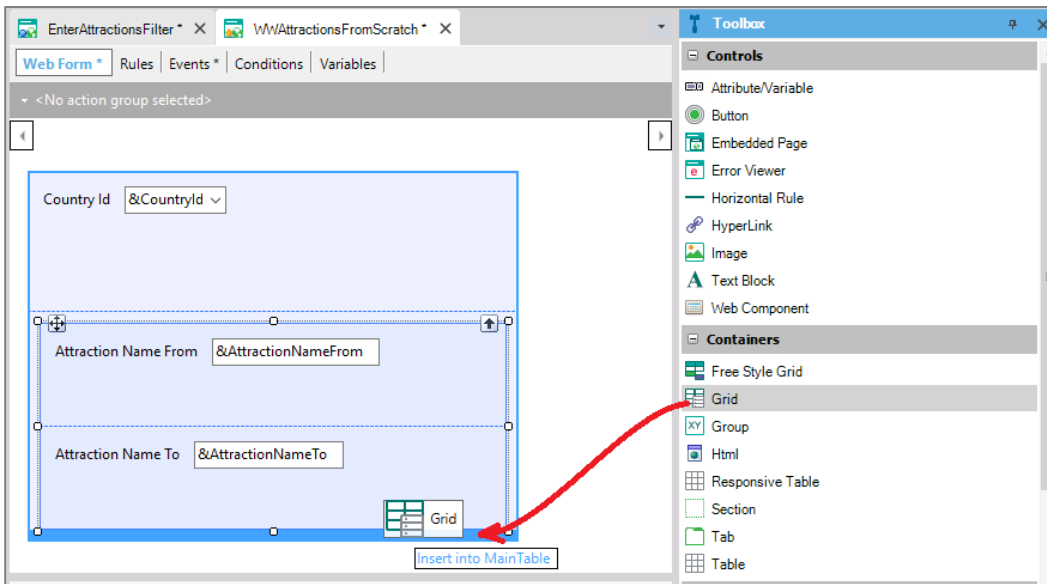 EnterAttractionsFilter *
WWAttractionsFromScratch *
Web Form *
Rules
Events *
Conditions
Variables
<No action group selected>
Country Id
&CountryId
Attraction Name From
&AttractionNameFrom
Attraction Name To
&AttractionNameTo
Grid
Insert into MainTable
Toolbox
Controls
Attribute/Variable
Button
Embedded Page
Error Viewer
Horizontal Rule
HyperLink
Image
Text Block
Web Component
Containers
Free Style Grid
Grid
Group
Html
Responsive Table
Section
Tab
Table